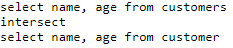 select name, age from customers
intersect
select name, age from customer